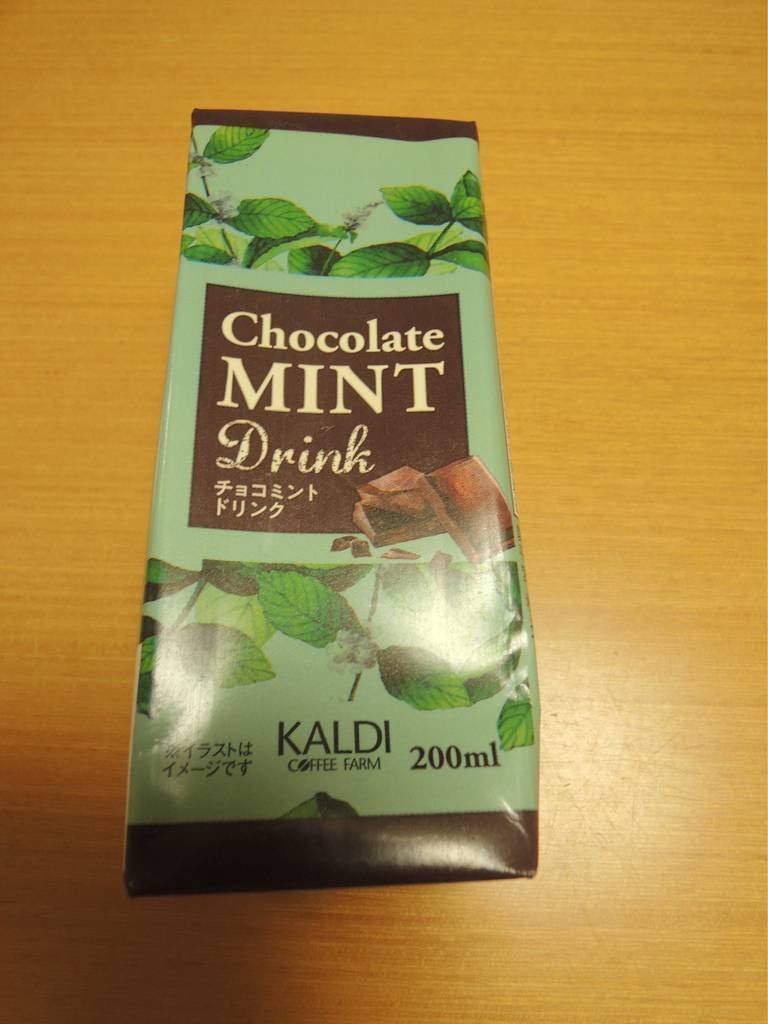 Chocolate
MINT
Drink
チョコミント
ドリンク
※イラストは
イメージです
KALDI
COFFEE FARM
200ml